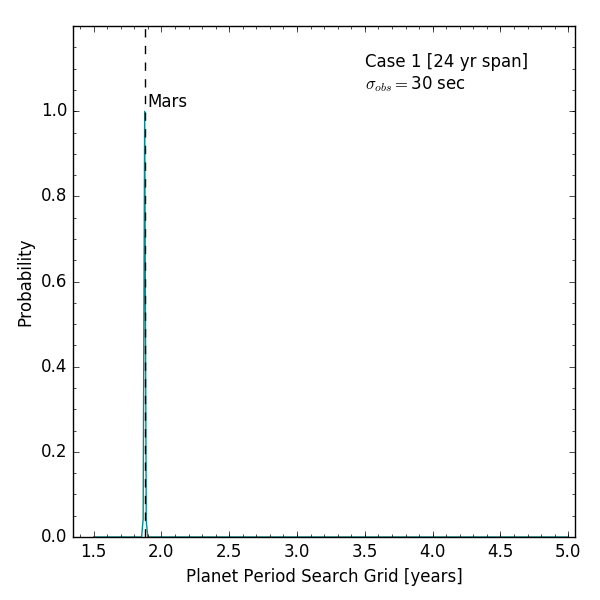 Case 1 [24 yr span]
σobs = 30 sec
Mars
1.0
0.8
0.6
0.4
0.2
0.0
Probability
1.5 2.0 2.5 3.0 3.5 4.0 4.5 5.0
Planet Period Search Grid [years]